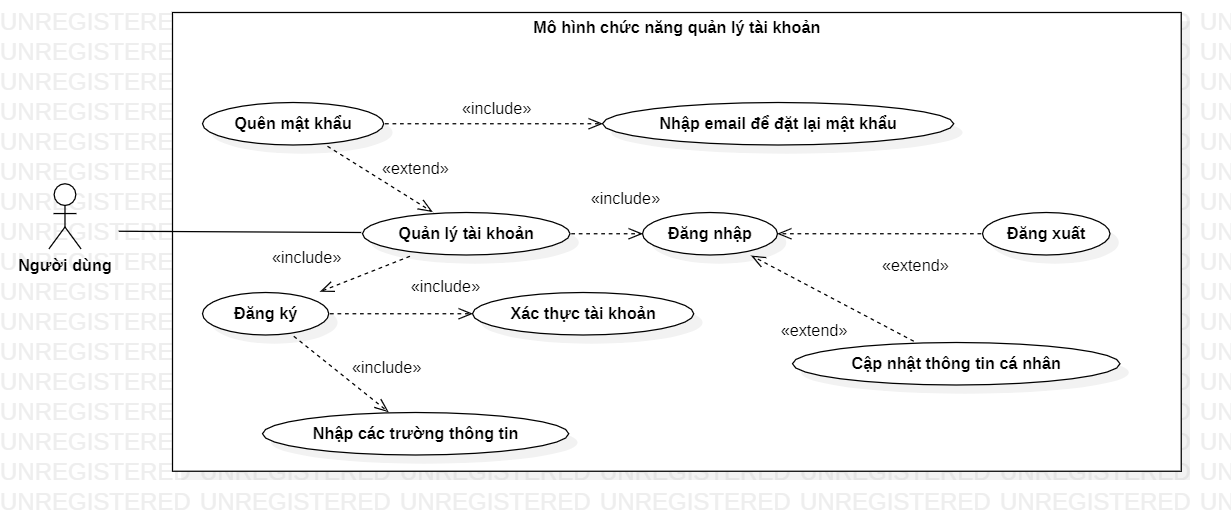 Mô hình chức năng quản lý tài khoản
«include»
Quên mật khẩu
Nhập email để đặt lại mật khẩu
«extend»
«include»
Quản lý tài khoản
Đăng nhập
Đăng xuất
Người dùng
«include»
«extend»
«include»
Đăng ký
Xác thực tài khoản
«extend»
Cập nhật thông tin cá nhân
«include»
Nhập các trường thông tin
UNREGISTERED UNREGISTERED UNREGISTERED UNREGISTERED UNREGISTERED UNREGISTERED UN